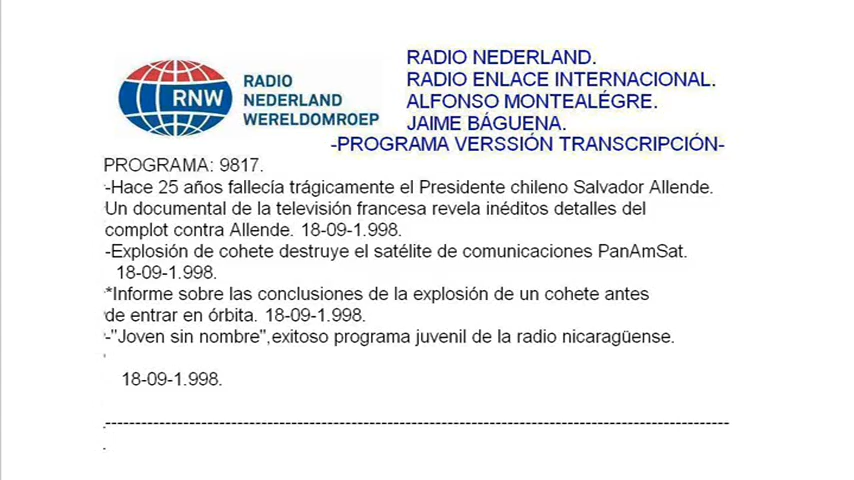 RNW
RADIO
NEDERLAND
WERELDOMROEP
RADIO NEDERLAND.
RADIO ENLACE INTERNACIONAL.
ALFONSO MONTEALÉGRE.
JAIME BÁGUENA.
-PROGRAMA VERSSIÓN TRANSCRIPCIÓN-
PROGRAMA: 9817.
-Hace 25 años fallecía trágicamente el Presidente chileno Salvador Allende.
Un documental de la televisión francesa revela inéditos detalles del
complot contra Allende. 18-09-1.998.
-Explosión de cohete destruye el satélite de comunicaciones PanAmSat.
18-09-1.998.
*Informe sobre las conclusiones de la explosión de un cohete antes
de entrar en órbita. 18-09-1.998.
-"Joven sin nombre",exitoso programa juvenil de la radio nicaragüense.
18-09-1.998.